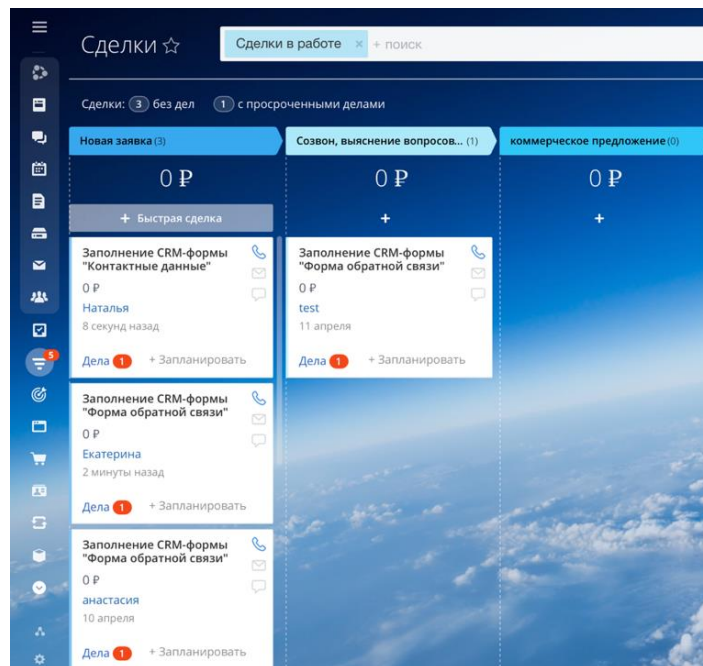 Сделки
Сделки в работе × + поиск
Сделки: 3 без дел 1 с просроченными делами
Новая заявка (3)
0 ₽
+ Быстрая сделка
Заполнение CRM-формы
"Контактные данные"
0 ₽
Наталья
8 секунд назад
Дела 1 + Запланировать
Заполнение CRM-формы
"Форма обратной связи"
0 ₽
Екатерина
2 минуты назад
Дела 1 + Запланировать
Заполнение CRM-формы
"Форма обратной связи"
0 ₽
анастасия
10 апреля
Дела 1 + Запланировать
Созвон, выяснение вопросов... (1)
0 ₽
+
Заполнение CRM-формы
"Форма обратной связи"
0 ₽
test
11 апреля
Дела 1 + Запланировать
коммерческое предложение (0)
0 ₽
+
5